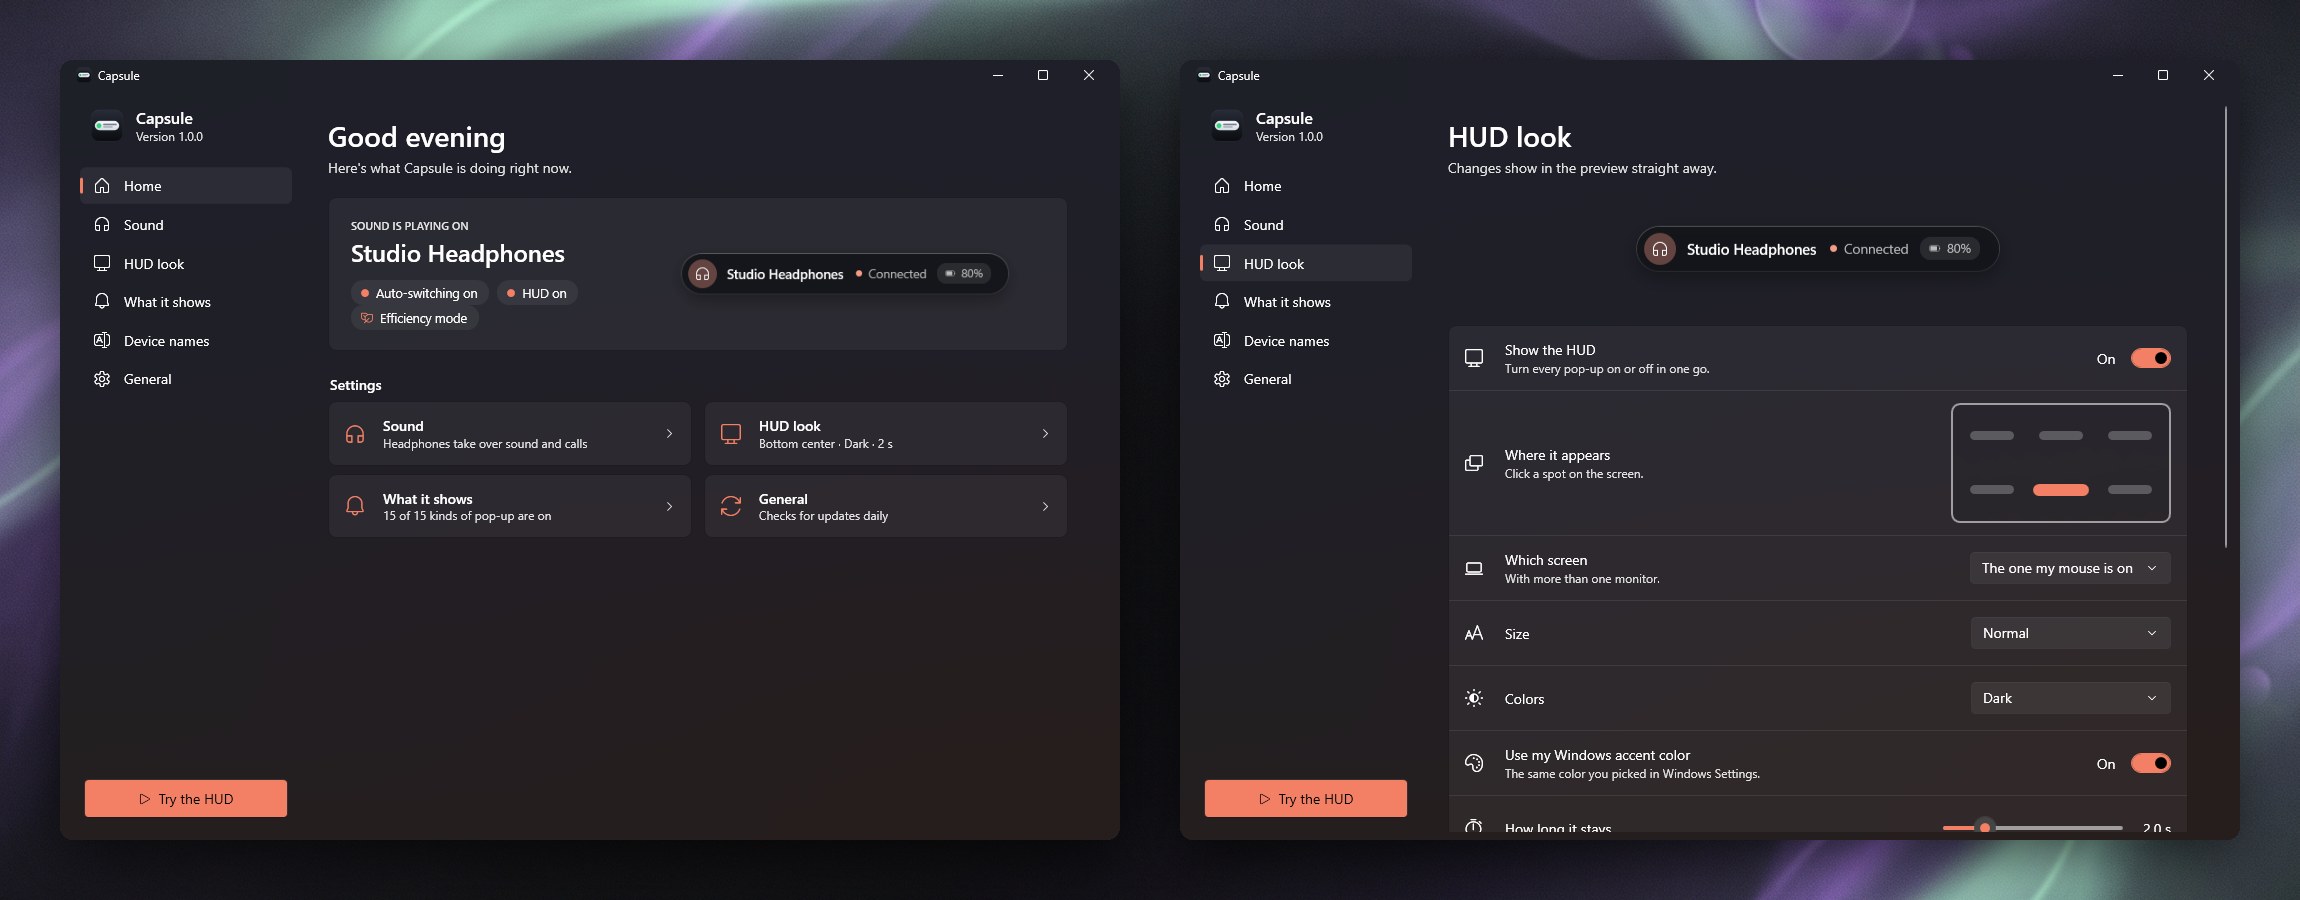 Capsule
Capsule
Version 1.0.0
Home
Sound
HUD look
What it shows
Device names
General
Try the HUD
Good evening
Here's what Capsule is doing right now.
SOUND IS PLAYING ON
Studio Headphones
Auto-switching on
HUD on
Efficiency mode
Studio Headphones Connected 80%
Settings
Sound
Headphones take over sound and calls
HUD look
Bottom center · Dark · 2 s
What it shows
15 of 15 kinds of pop-up are on
General
Checks for updates daily
Capsule
Capsule
Version 1.0.0
Home
Sound
HUD look
What it shows
Device names
General
Try the HUD
HUD look
Changes show in the preview straight away.
Studio Headphones Connected 80%
Show the HUD
Turn every pop-up on or off in one go.
On
Where it appears
Click a spot on the screen.
Which screen
With more than one monitor.
The one my mouse is on
Size
Normal
Colors
Dark
Use my Windows accent color
The same color you picked in Windows Settings.
On
How long it stays
2.0 s